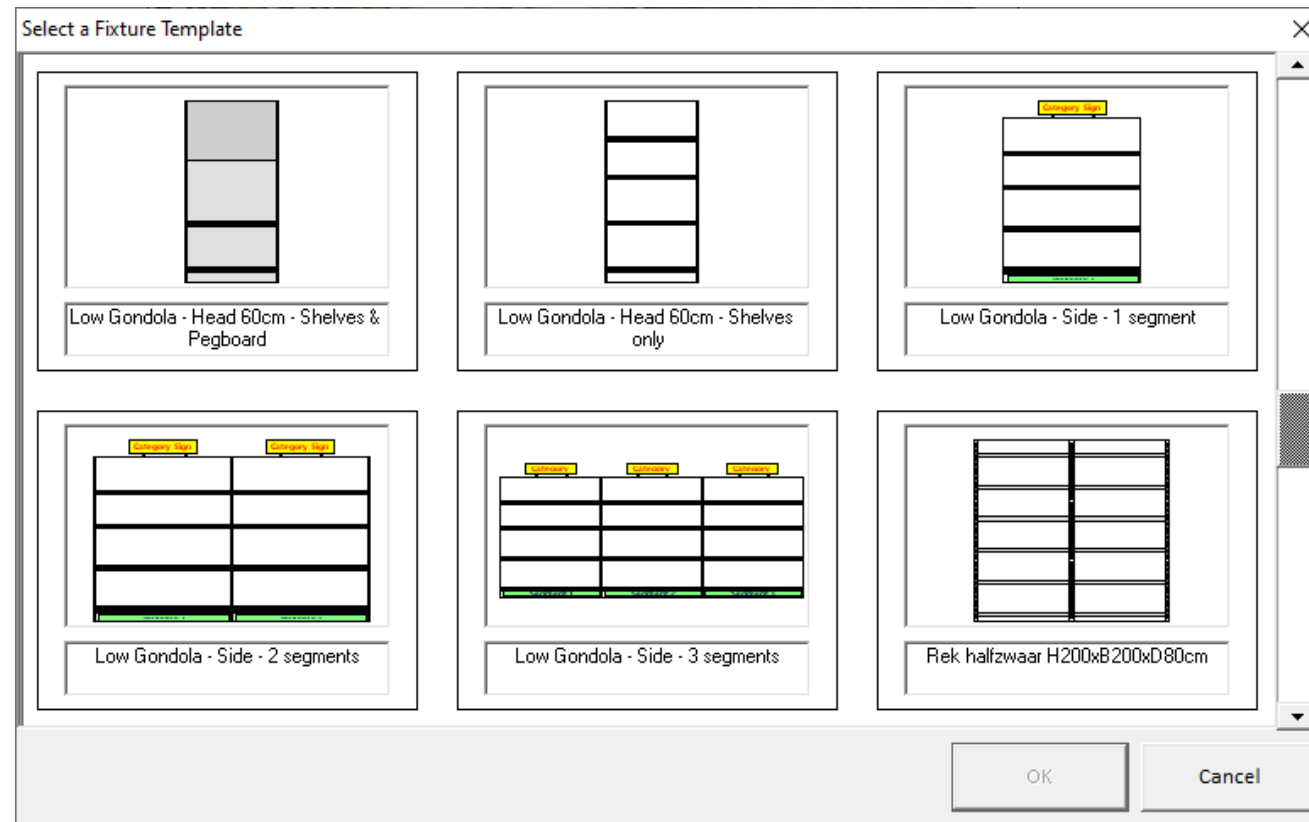 Select a Fixture Template
Category Sign
Low Gondola - Head 60cm - Shelves &
Pegboard
Low Gondola - Head 60cm - Shelves
only
Low Gondola - Side - 1 segment
Category Sign
Category Sign
Category
Category
Category
Low Gondola - Side - 2 segments
Low Gondola - Side - 3 segments
Rek halfzwaar H200xB200xD80cm
OK
Cancel